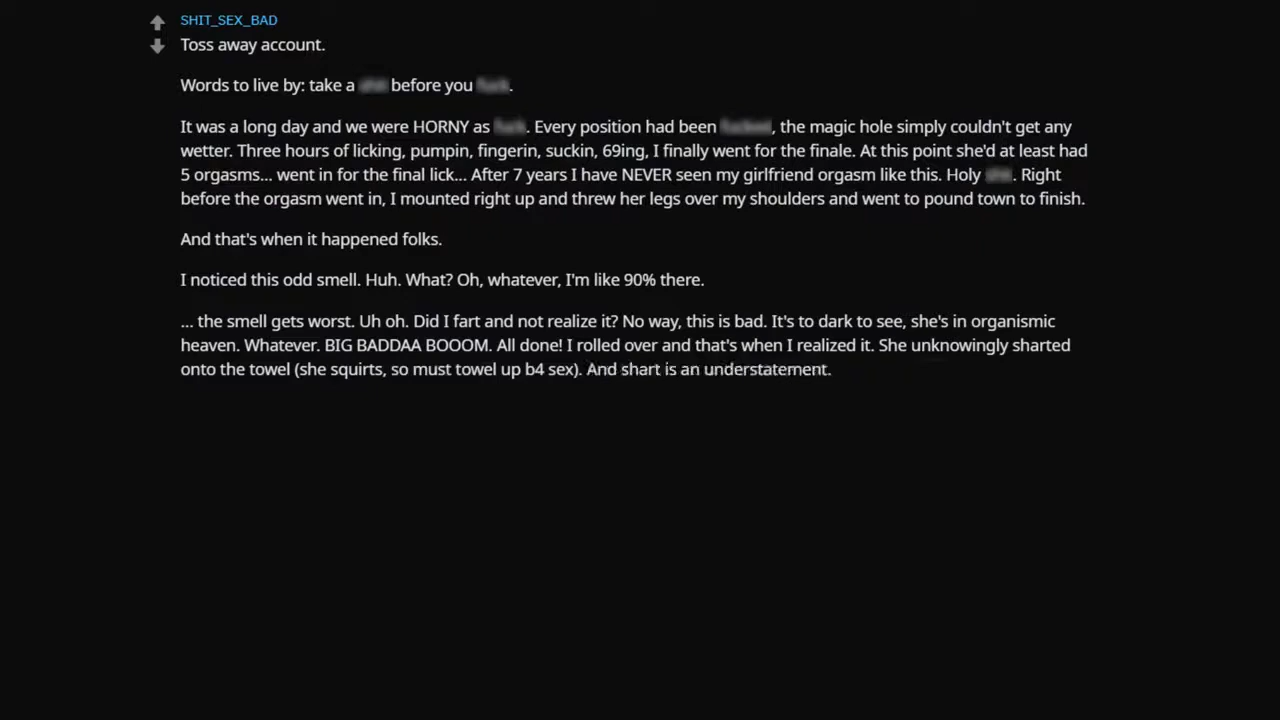 SHIT_SEX_BAD
Toss away account.
Words to live by: take a before you .
It was a long day and we were HORNY as . Every position had been , the magic hole simply couldn't get any
wetter. Three hours of licking, pumpin, fingerin, suckin, 69ing, I finally went for the finale. At this point she'd at least had
5 orgasms... went in for the final lick... After 7 years I have NEVER seen my girlfriend orgasm like this. Holy . Right
before the orgasm went in, I mounted right up and threw her legs over my shoulders and went to pound town to finish.
And that's when it happened folks.
I noticed this odd smell. Huh. What? Oh, whatever, I'm like 90% there.
... the smell gets worst. Uh oh. Did I fart and not realize it? No way, this is bad. It's to dark to see, she's in organismic
heaven. Whatever. BIG BADDAA BOOOM. All done! I rolled over and that's when I realized it. She unknowingly sharted
onto the towel (she squirts, so must towel up b4 sex). And shart is an understatement.